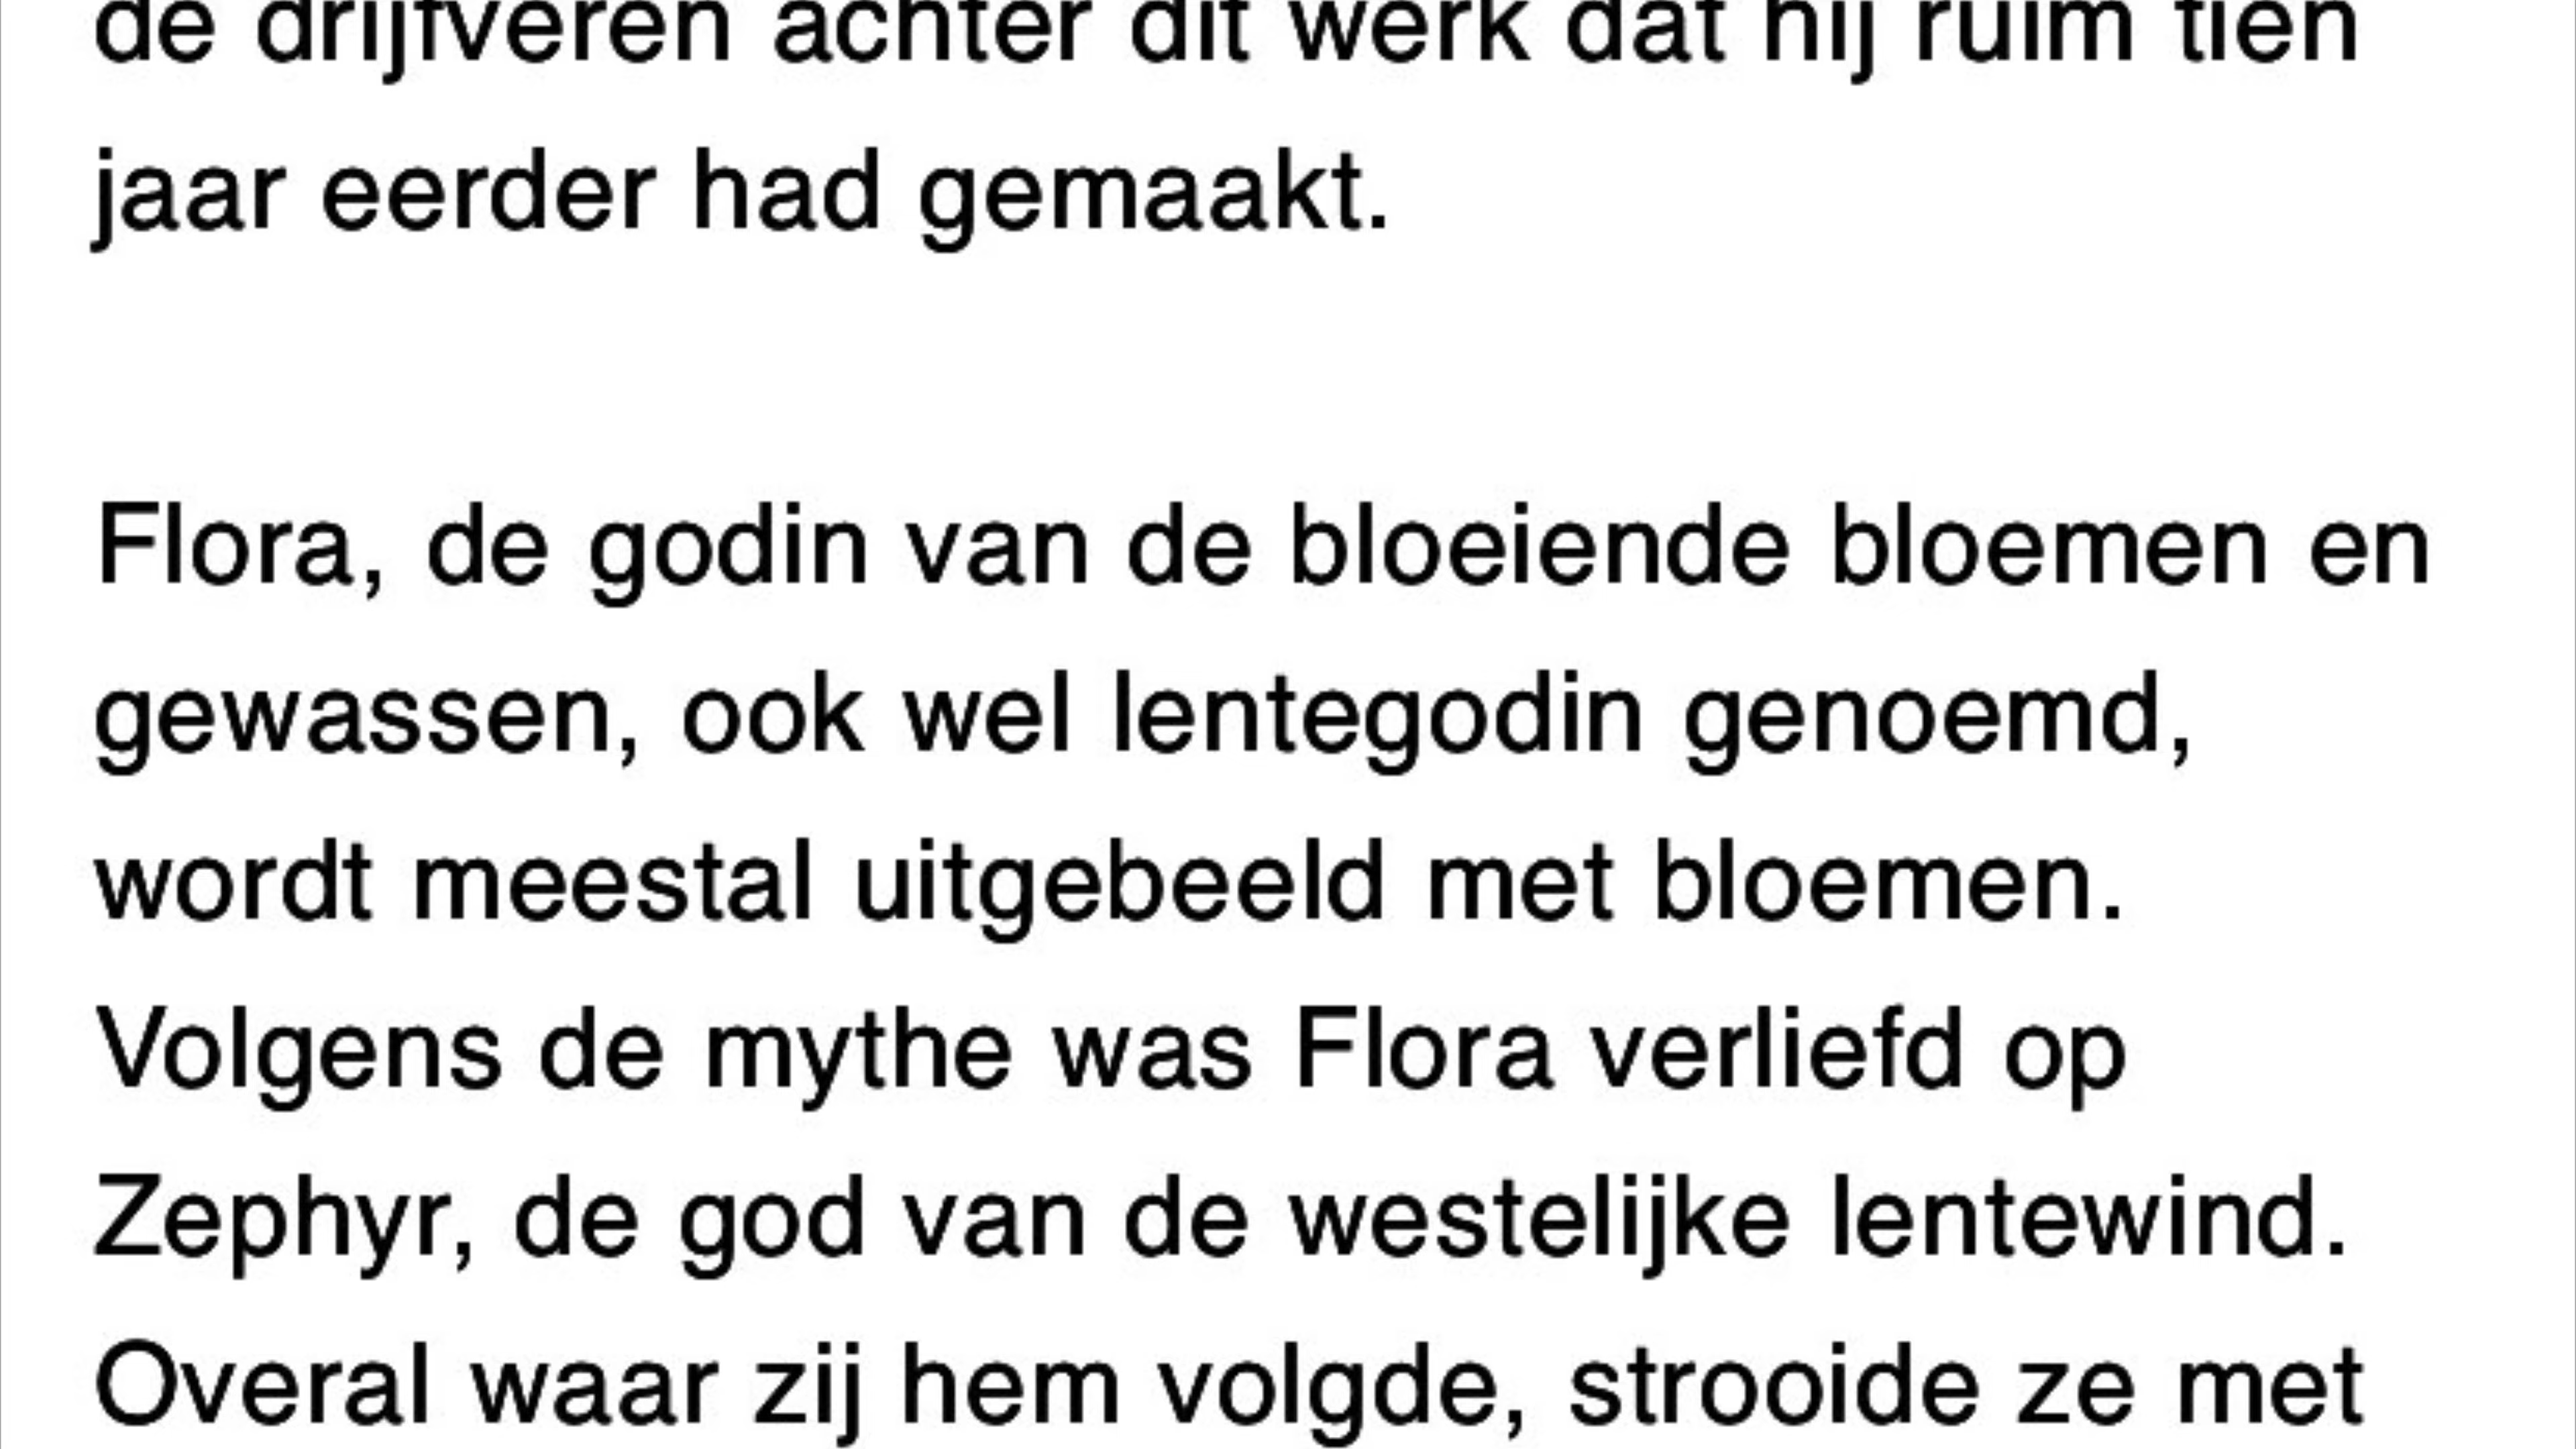 de drijfveren achter dit werk dat hij ruim tien
jaar eerder had gemaakt.
Flora, de godin van de bloeiende bloemen en
gewassen, ook wel lentegodin genoemd,
wordt meestal uitgebeeld met bloemen.
Volgens de mythe was Flora verliefd op
Zephyr, de god van de westelijke lentewind.
Overal waar zij hem volgde, strooide ze met